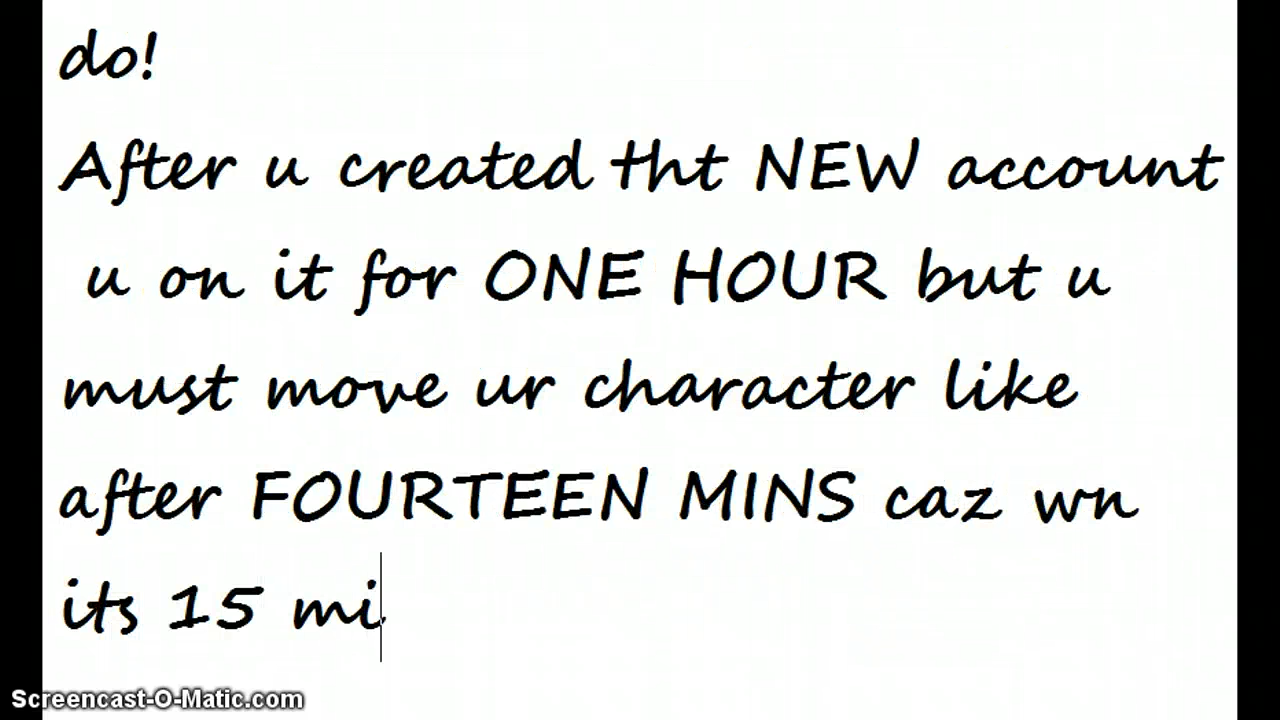 do!
After u created tht NEW account
u on it for ONE HOUR but u
must move ur character like
after FOURTEEN MINS caz wn
its 15 mi
Screencast-O-Matic.com